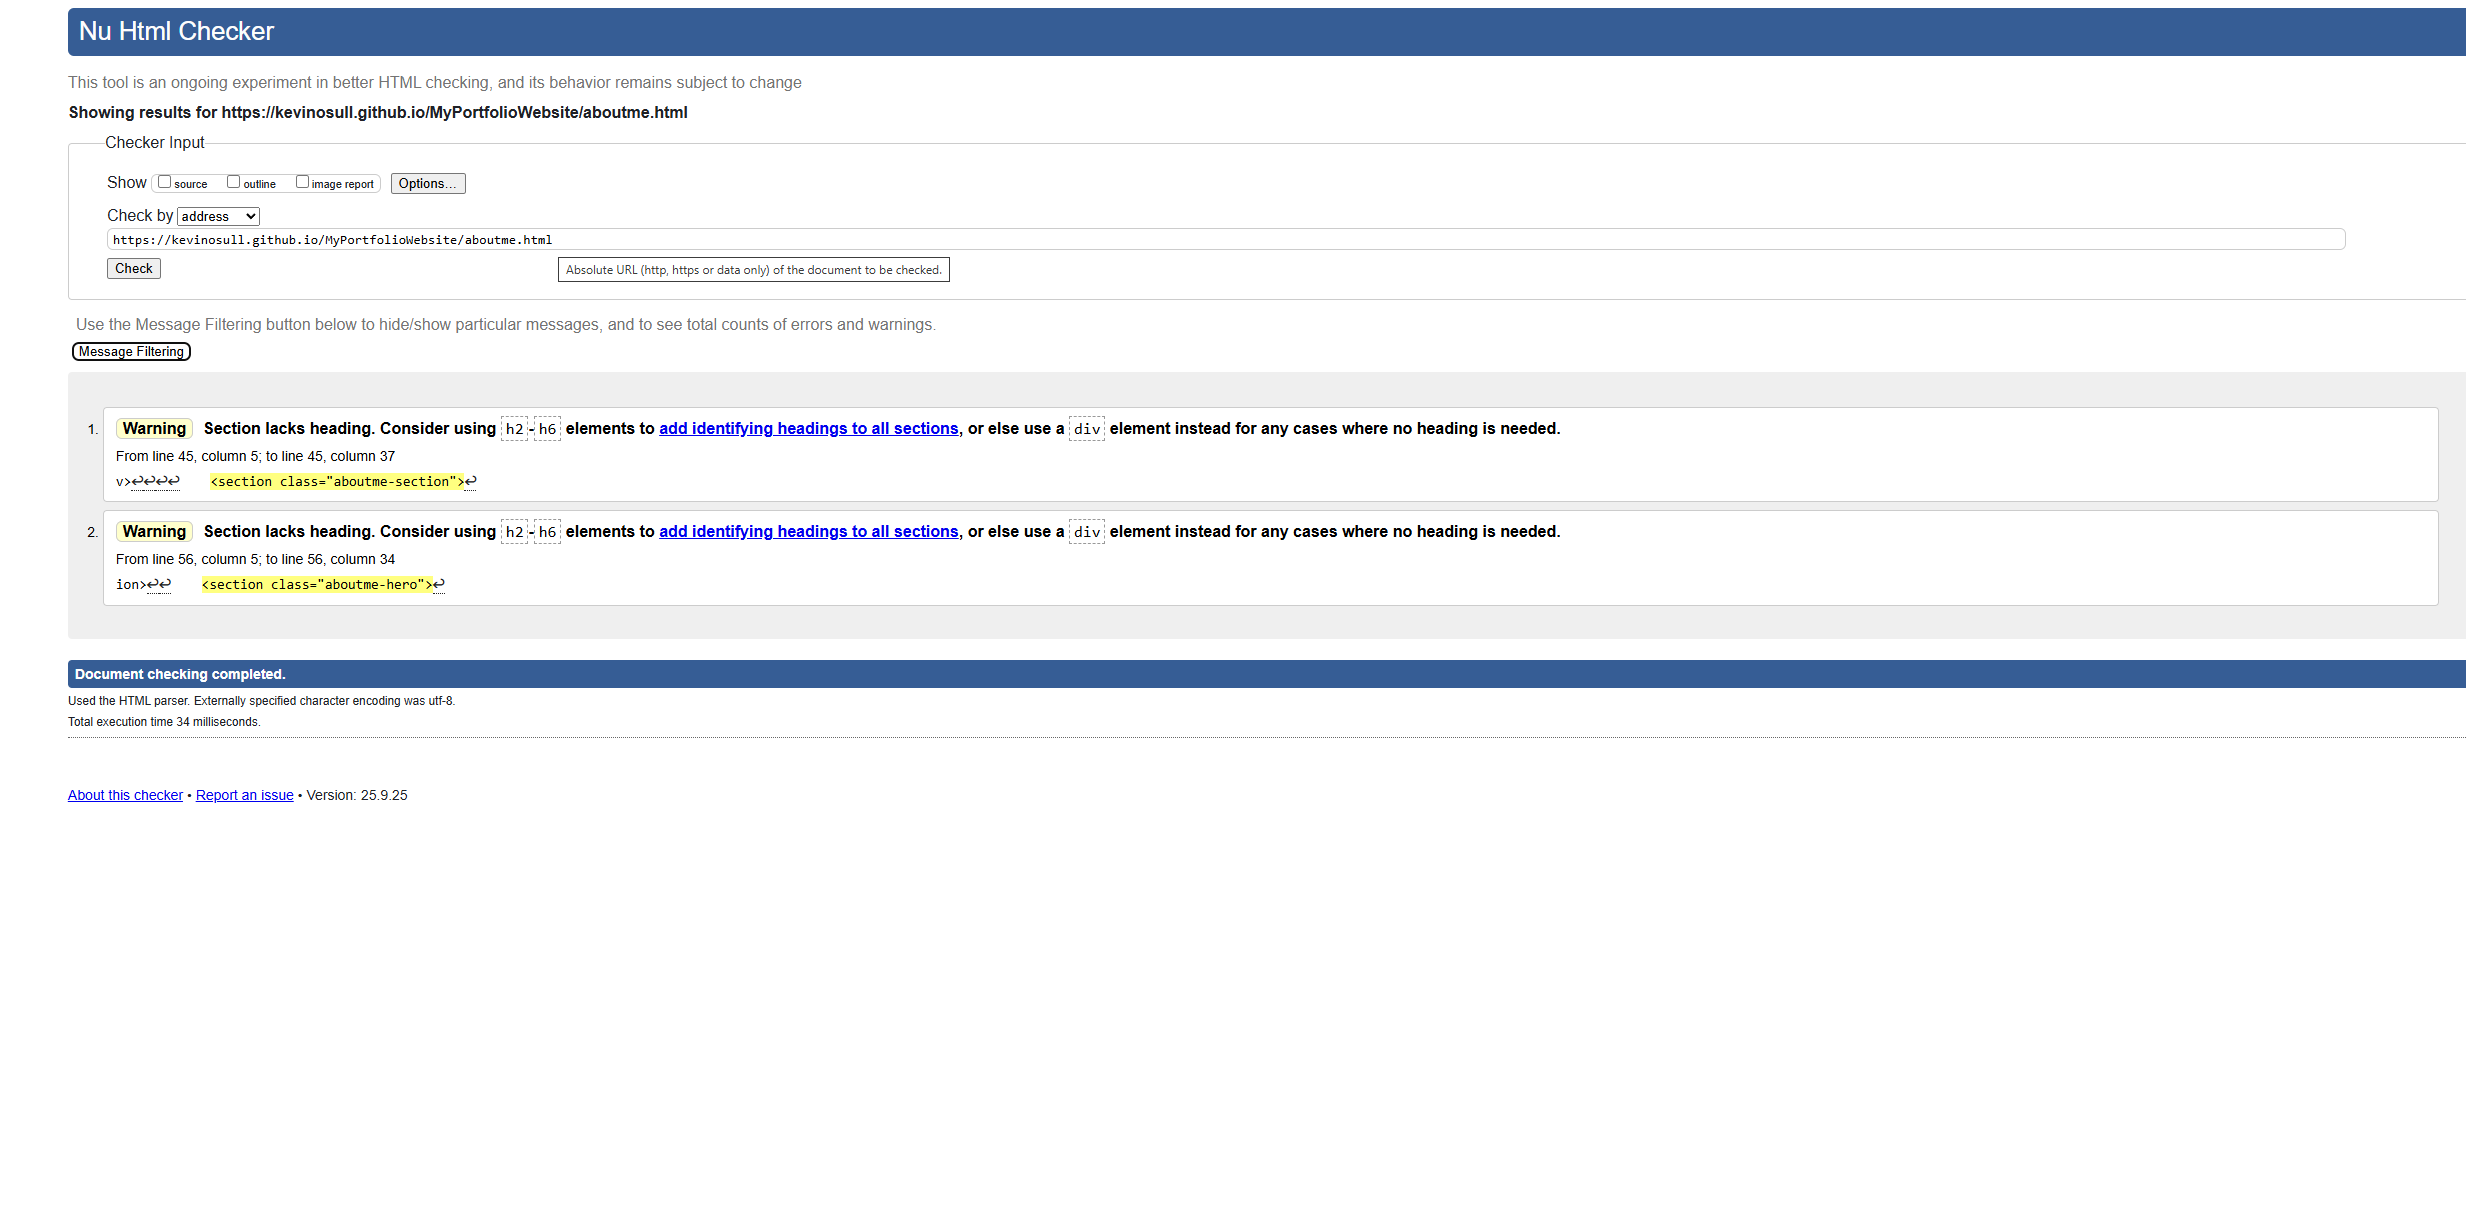 Nu Html Checker
This tool is an ongoing experiment in better HTML checking, and its behavior remains subject to change
Showing results for https://kevinosull.github.io/MyPortfolioWebsite/aboutme.html
Checker Input
Show source outline image report Options...
Check by address
https://kevinosull.github.io/MyPortfolioWebsite/aboutme.html
Check Absolute URL (http, https or data only) of the document to be checked.
Use the Message Filtering button below to hide/show particular messages, and to see total counts of errors and warnings.
Message Filtering
1. Warning Section lacks heading. Consider using h2-h6 elements to add identifying headings to all sections, or else use a div element instead for any cases where no heading is needed.
From line 45, column 5; to line 45, column 37
v>↩↩↩↩ <section class="aboutme-section">↩
2. Warning Section lacks heading. Consider using h2-h6 elements to add identifying headings to all sections, or else use a div element instead for any cases where no heading is needed.
From line 56, column 5; to line 56, column 34
ion>↩↩ <section class="aboutme-hero">↩
Document checking completed.
Used the HTML parser. Externally specified character encoding was utf-8.
Total execution time 34 milliseconds.
About this checker • Report an issue • Version: 25.9.25